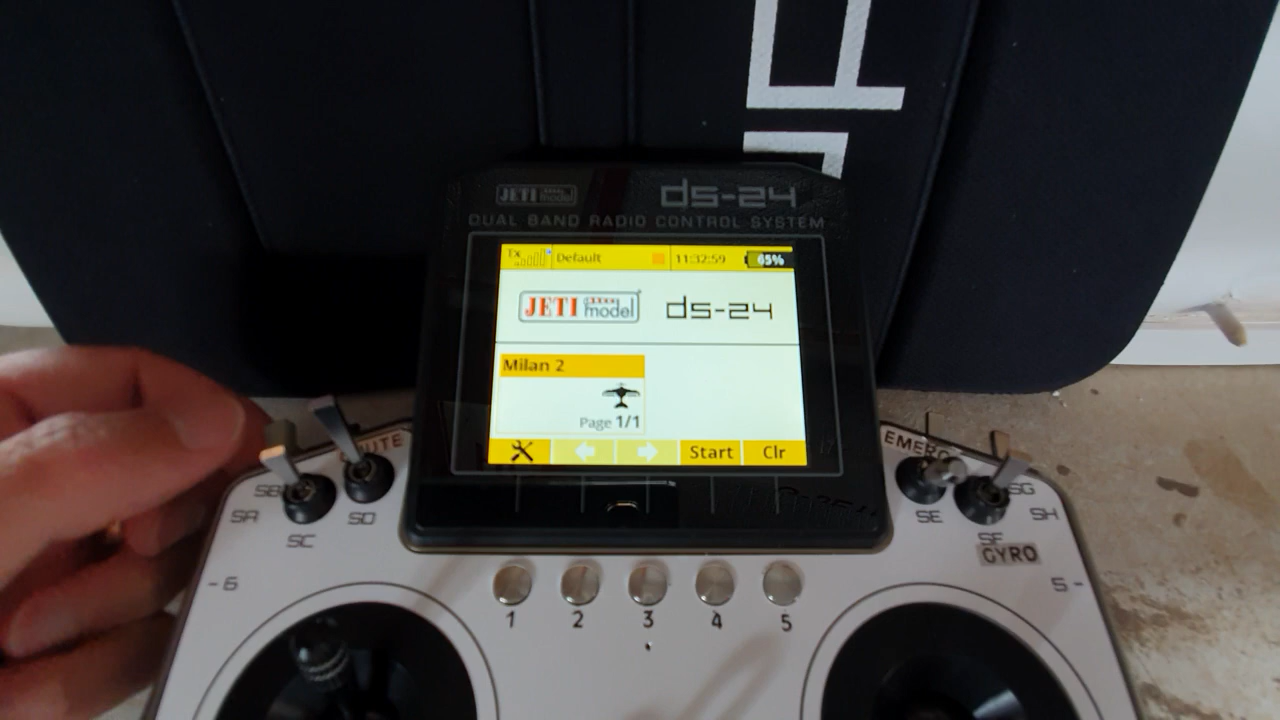 JETI model ds-24
DUAL BAND RADIO CONTROL SYSTEM
Tx Default 11:32:59 65%
JETI model ds-24
Milan 2
Page 1/1
Start Clr
SB SA SC SD
SE SF SG SH
GYRO
- 6
5 -
1 2 3 4 5